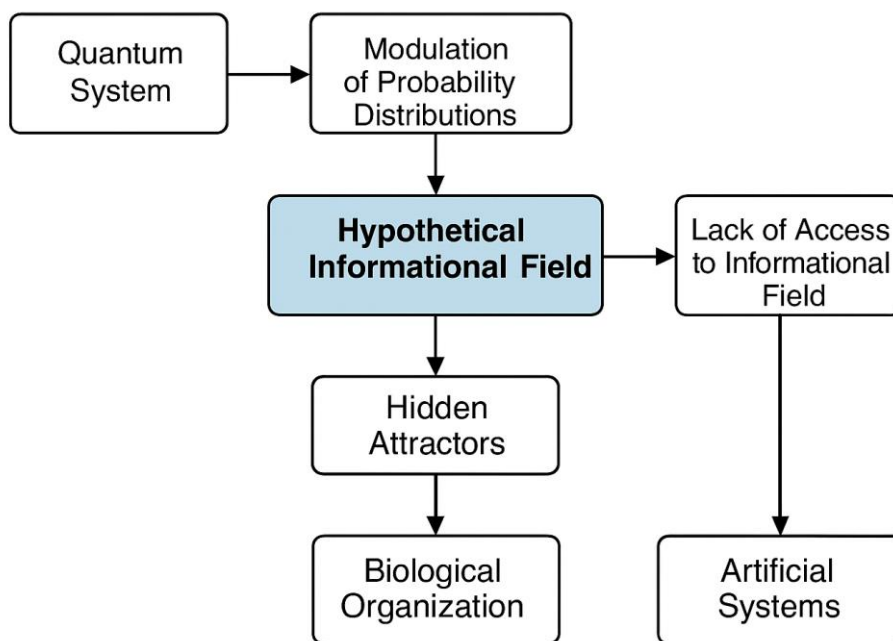 Quantum
System
Modulation
of Probability
Distributions
Hypothetical
Informational Field
Lack of Access
to Informational
Field
Hidden
Attractors
Biological
Organization
Artificial
Systems